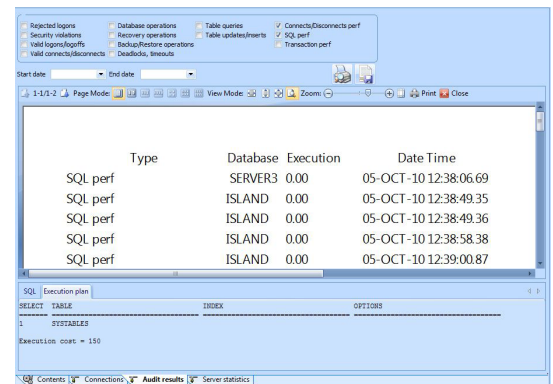 Rejected logons Database operations Table queries Connects/Disconnects perf
Security violations Recovery operations Table updates/inserts SQL perf
Valid logons/logoffs Backup/Restore operations Transaction perf
Valid connects/disconnects Deadlocks, timeouts
Start date End date
1-1/1-2 Page Mode: View Mode: Zoom: Print Close
Type Database Execution Date Time
SQL perf SERVER3 0.00 05-OCT-10 12:38:06.69
SQL perf ISLAND 0.00 05-OCT-10 12:38:49.35
SQL perf ISLAND 0.00 05-OCT-10 12:38:49.36
SQL perf ISLAND 0.00 05-OCT-10 12:38:58.38
SQL perf ISLAND 0.00 05-OCT-10 12:39:00.87
SQL Execution plan
SELECT TABLE INDEX OPTIONS
1 SYSTABLES
Execution cost = 150
Contents Connections Audit results Server statistics